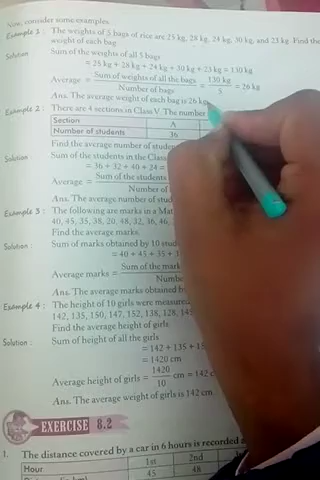 Now, consider some examples.
Example 1 : The weights of 5 bags of rice are 25 kg, 28 kg, 24 kg, 30 kg, and 23 kg. Find the
weight of each bag
Solution : Sum of the weights of all 5 bags
= 25 kg + 28 kg + 24 kg + 30 kg + 23 kg = 130 kg
Average = Sum of weights of all the bags / Number of bags = 130 kg / 5 = 26 kg
Ans. The average weight of each bag is 26 kg
Example 2 : There are 4 sections in Class V. The number
Section A
Number of students 36
Find the average number of
Solution : Sum of the students in the Class
= 36 + 32 + 40 + 24 =
Average = Sum of the students / Number of
Ans. The average number of
Example 3 : The following are marks in a
40, 45, 35, 38, 20, 48, 32, 36, 46,
Find the average marks.
Solution : Sum of marks obtained by 10
= 40 + 45 + 35 +
Average marks = Sum of the
Ans. The average marks obtained
Example 4 : The height of 10 girls were measured
142, 135, 150, 147, 152, 138, 128,
Find the average height of girls
Solution : Sum of height of all the girls
= 142 + 135 +
= 1420 cm
Average height of girls = 1420 / 10 cm = 142
Ans. The average weight of girls is 142 cm
EXERCISE 8.2
1. The distance covered by a car in 6 hours is recorded
Hour 1st 2nd
45 48